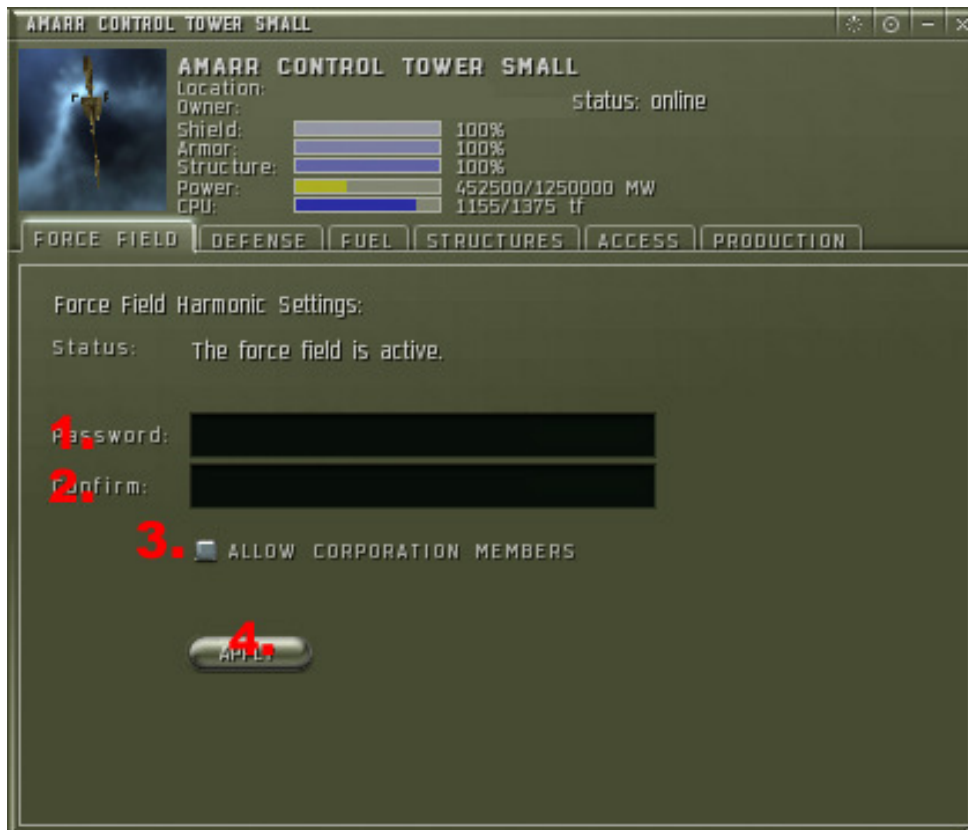 AMARR CONTROL TOWER SMALL
AMARR CONTROL TOWER SMALL
Location:
Owner:
status: online
Shield: 100%
Armor: 100%
Structure: 100%
Power: 452500/1250000 MW
CPU: 1155/1375 tf
FORCE FIELD DEFENSE FUEL STRUCTURES ACCESS PRODUCTION
Force Field Harmonic Settings:
Status: The force field is active.
1. Password:
2. Confirm:
3. ALLOW CORPORATION MEMBERS
4. APPLY